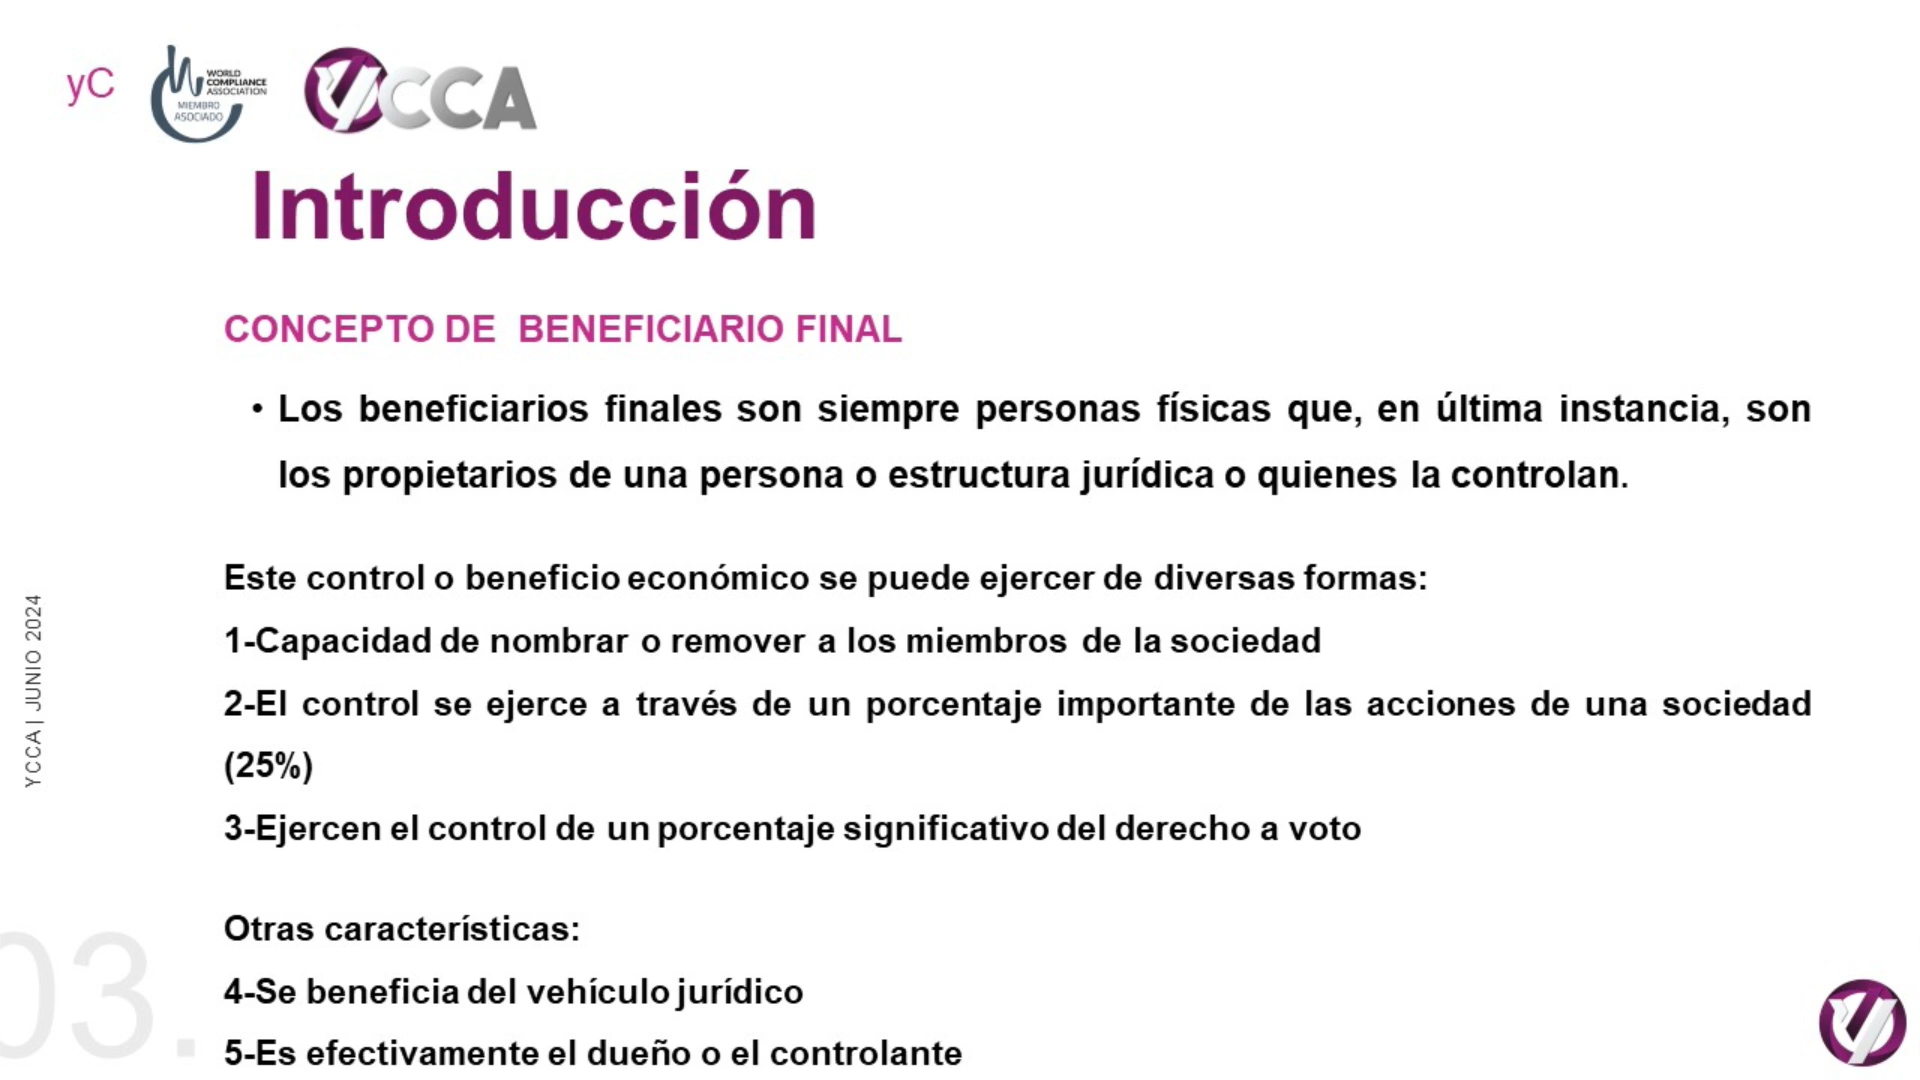 yC
WORLD
COMPLIANCE
ASSOCIATION
MIEMBRO
ASOCIADO
YCCA
Introducción
CONCEPTO DE BENEFICIARIO FINAL
• Los beneficiarios finales son siempre personas físicas que, en última instancia, son
los propietarios de una persona o estructura jurídica o quienes la controlan.
Este control o beneficio económico se puede ejercer de diversas formas:
1-Capacidad de nombrar o remover a los miembros de la sociedad
2-El control se ejerce a través de un porcentaje importante de las acciones de una sociedad
(25%)
3-Ejercen el control de un porcentaje significativo del derecho a voto
Otras características:
4-Se beneficia del vehículo jurídico
5-Es efectivamente el dueño o el controlante
YCCA | JUNIO 2024
03.